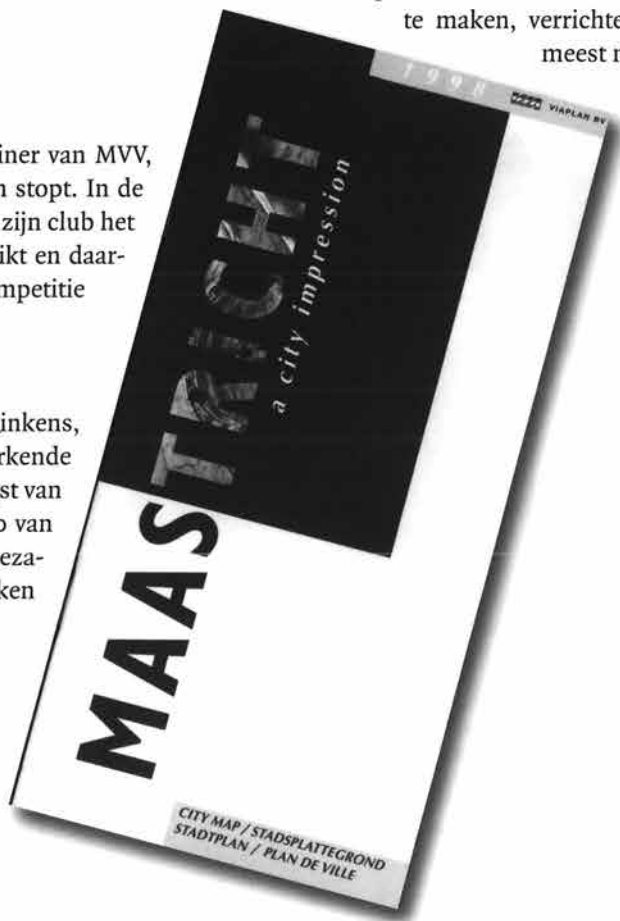 te maken, verrichte
meest
iner van MVV,
stopt. In de
zijn club het
ikt en daar-
mpetitie
inkens,
rkende
st van
van
eza-
ken
1998 VIAPLAN BV
MAASTRICHT
a city impression
CITY MAP / STADSPLATTEGROND
STADTPLAN / PLAN DE VILLE